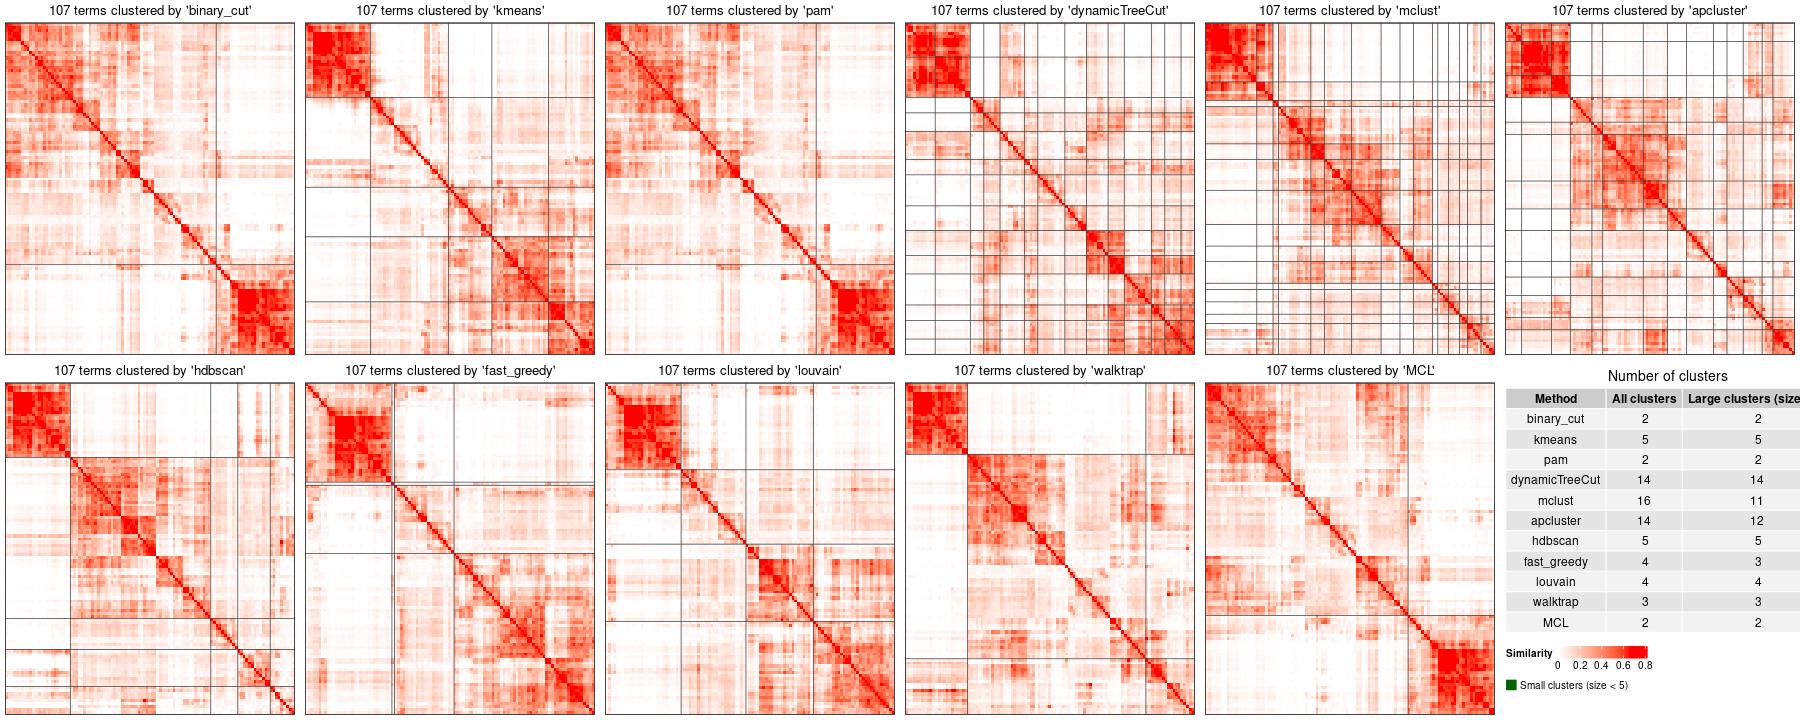 107 terms clustered by 'binary_cut'
107 terms clustered by 'kmeans'
107 terms clustered by 'pam'
107 terms clustered by 'dynamicTreeCut'
107 terms clustered by 'mclust'
107 terms clustered by 'apcluster'
107 terms clustered by 'hdbscan'
107 terms clustered by 'fast_greedy'
107 terms clustered by 'louvain'
107 terms clustered by 'walktrap'
107 terms clustered by 'MCL'
Number of clusters
Method All clusters Large clusters (size
binary_cut 2 2
kmeans 5 5
pam 2 2
dynamicTreeCut 14 14
mclust 16 11
apcluster 14 12
hdbscan 5 5
fast_greedy 4 3
louvain 4 4
walktrap 3 3
MCL 2 2
Similarity
0 0.2 0.4 0.6 0.8
Small clusters (size < 5)